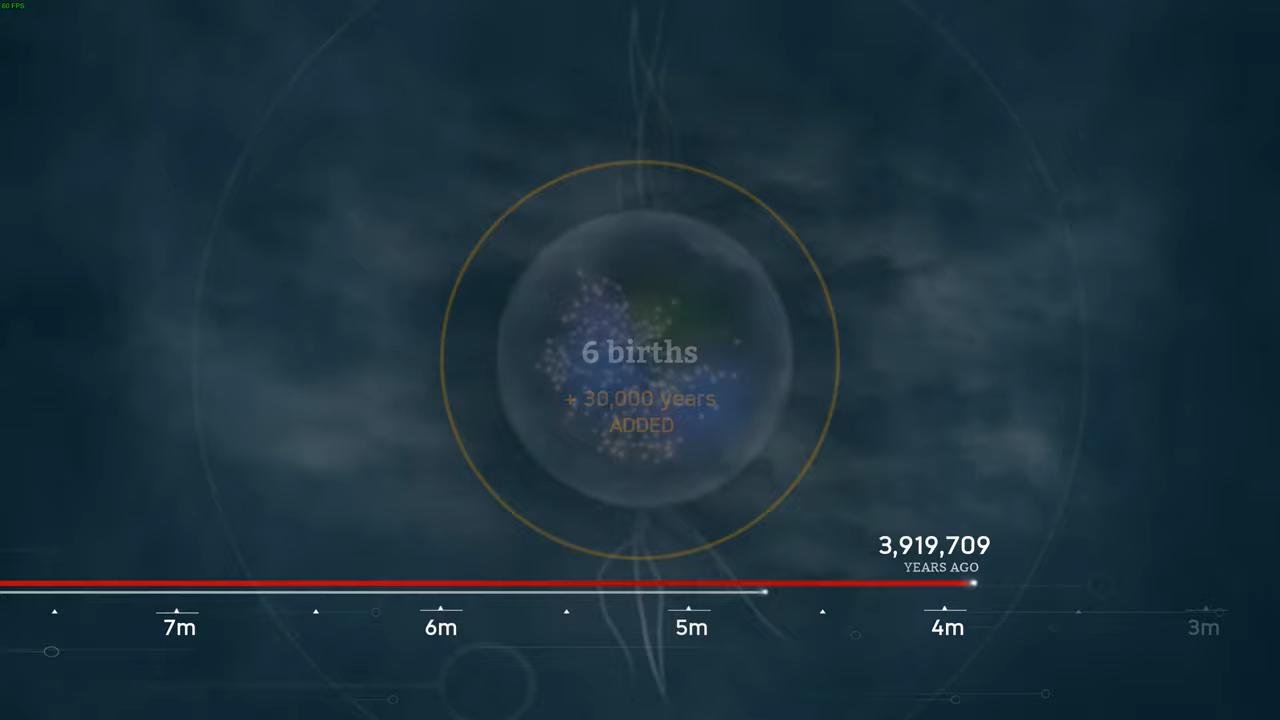 60 FPS
6 births
+ 30,000 years
ADDED
3,919,709
YEARS AGO
7m
6m
5m
4m
3m